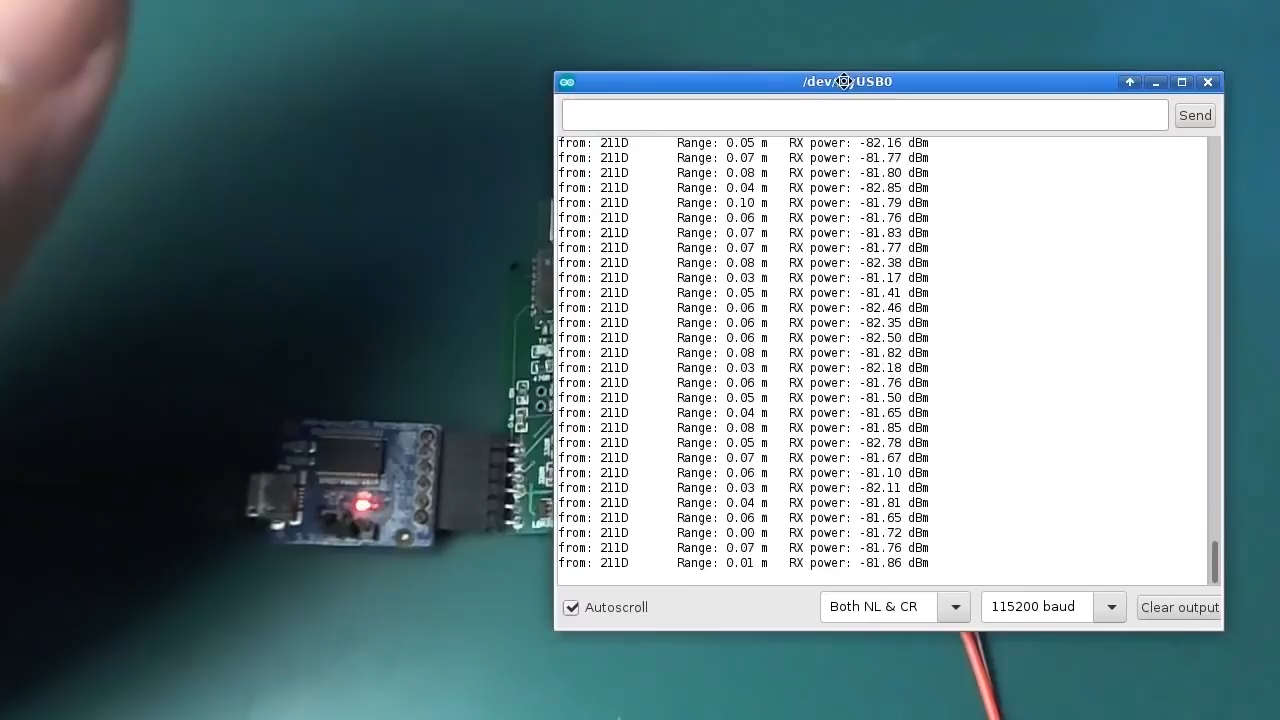 /dev/ttyUSB0
Send
from: 211D Range: 0.05 m RX power: -82.16 dBm
from: 211D Range: 0.07 m RX power: -81.77 dBm
from: 211D Range: 0.08 m RX power: -81.80 dBm
from: 211D Range: 0.04 m RX power: -82.85 dBm
from: 211D Range: 0.10 m RX power: -81.79 dBm
from: 211D Range: 0.06 m RX power: -81.76 dBm
from: 211D Range: 0.07 m RX power: -81.83 dBm
from: 211D Range: 0.07 m RX power: -81.77 dBm
from: 211D Range: 0.08 m RX power: -82.38 dBm
from: 211D Range: 0.03 m RX power: -81.17 dBm
from: 211D Range: 0.05 m RX power: -81.41 dBm
from: 211D Range: 0.06 m RX power: -82.46 dBm
from: 211D Range: 0.06 m RX power: -82.35 dBm
from: 211D Range: 0.06 m RX power: -82.50 dBm
from: 211D Range: 0.08 m RX power: -81.82 dBm
from: 211D Range: 0.03 m RX power: -82.18 dBm
from: 211D Range: 0.06 m RX power: -81.76 dBm
from: 211D Range: 0.05 m RX power: -81.50 dBm
from: 211D Range: 0.04 m RX power: -81.65 dBm
from: 211D Range: 0.08 m RX power: -81.85 dBm
from: 211D Range: 0.05 m RX power: -82.78 dBm
from: 211D Range: 0.07 m RX power: -81.67 dBm
from: 211D Range: 0.06 m RX power: -81.10 dBm
from: 211D Range: 0.03 m RX power: -82.11 dBm
from: 211D Range: 0.04 m RX power: -81.81 dBm
from: 211D Range: 0.06 m RX power: -81.65 dBm
from: 211D Range: 0.00 m RX power: -81.72 dBm
from: 211D Range: 0.07 m RX power: -81.76 dBm
from: 211D Range: 0.01 m RX power: -81.86 dBm
Autoscroll Both NL & CR 115200 baud Clear output